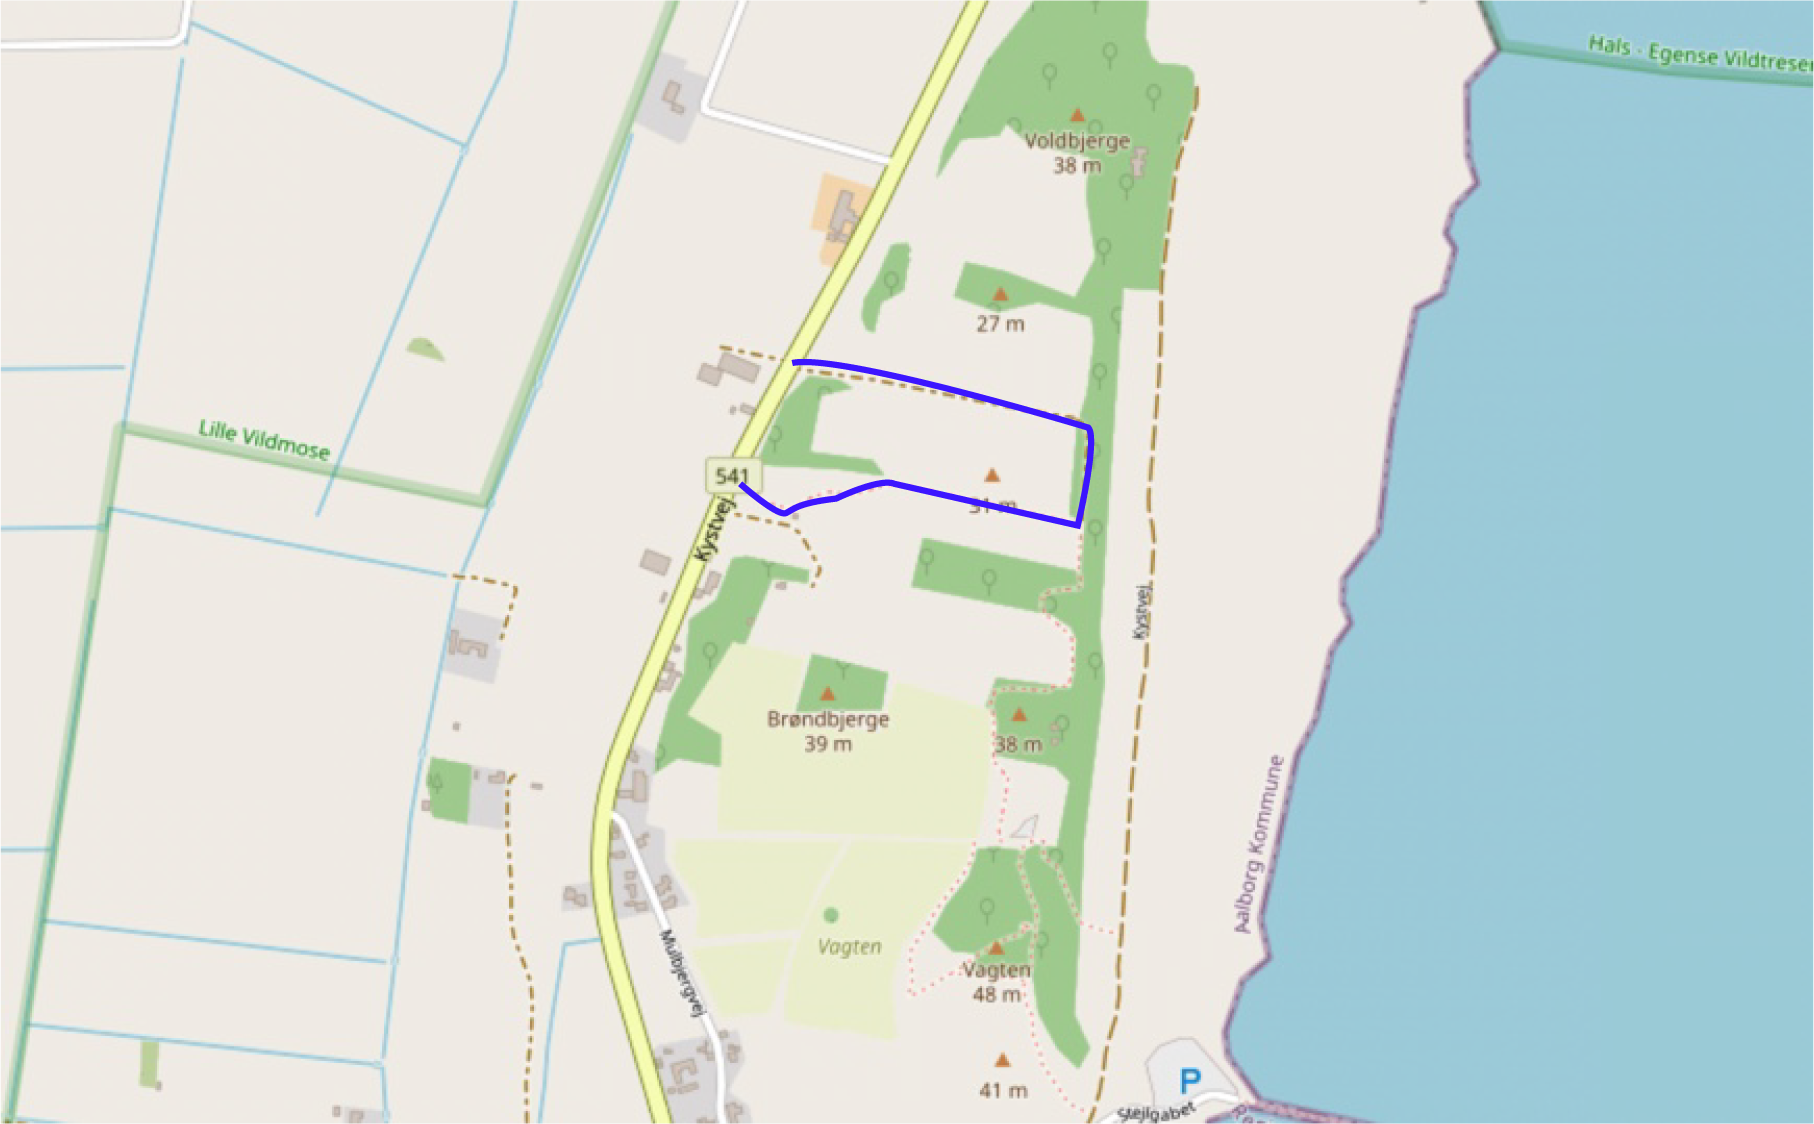 Hals - Egense Vildtreser
Voldbjerge
38 m
27 m
Lille Vildmose
541
31 m
Kystvej
Kystvej
Brøndbjerge
39 m
38 m
Aalborg Kommune
Vagten
Mulbjergvej
Vagten
48 m
41 m
P
Stejlgabet